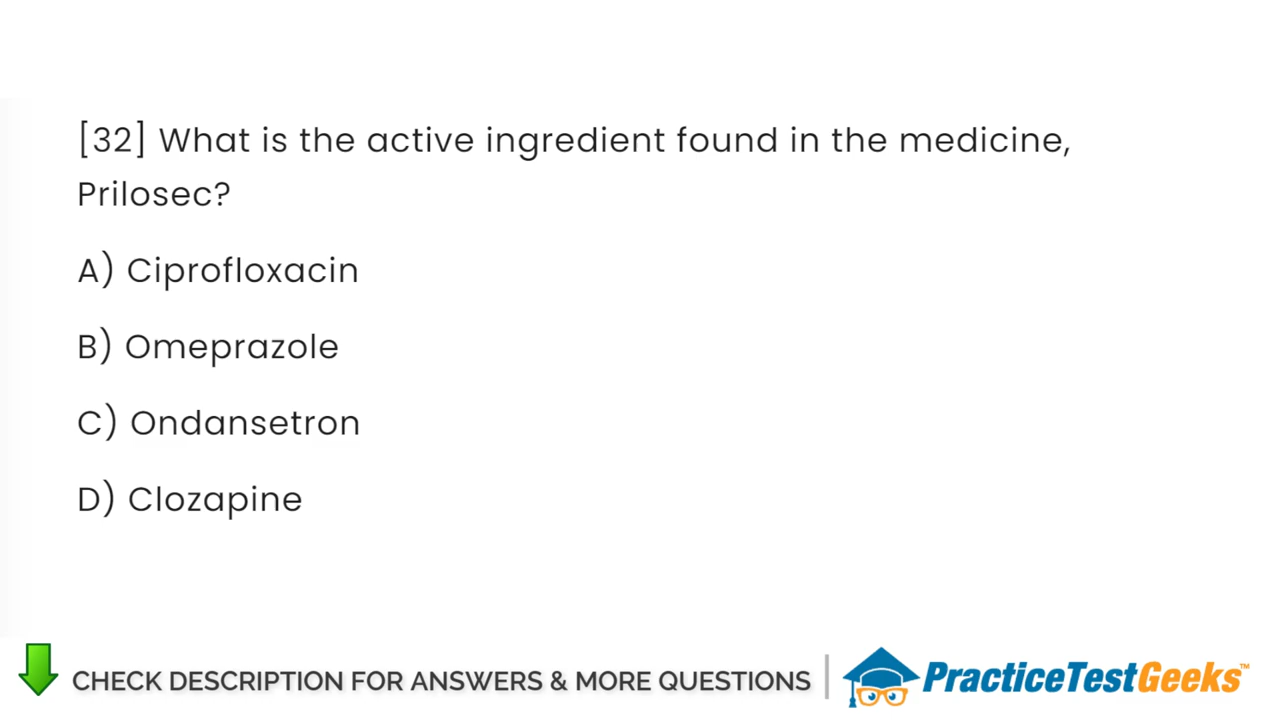 [32] What is the active ingredient found in the medicine,
Prilosec?
A) Ciprofloxacin
B) Omeprazole
C) Ondansetron
D) Clozapine
CHECK DESCRIPTION FOR ANSWERS & MORE QUESTIONS
PracticeTestGeeks™